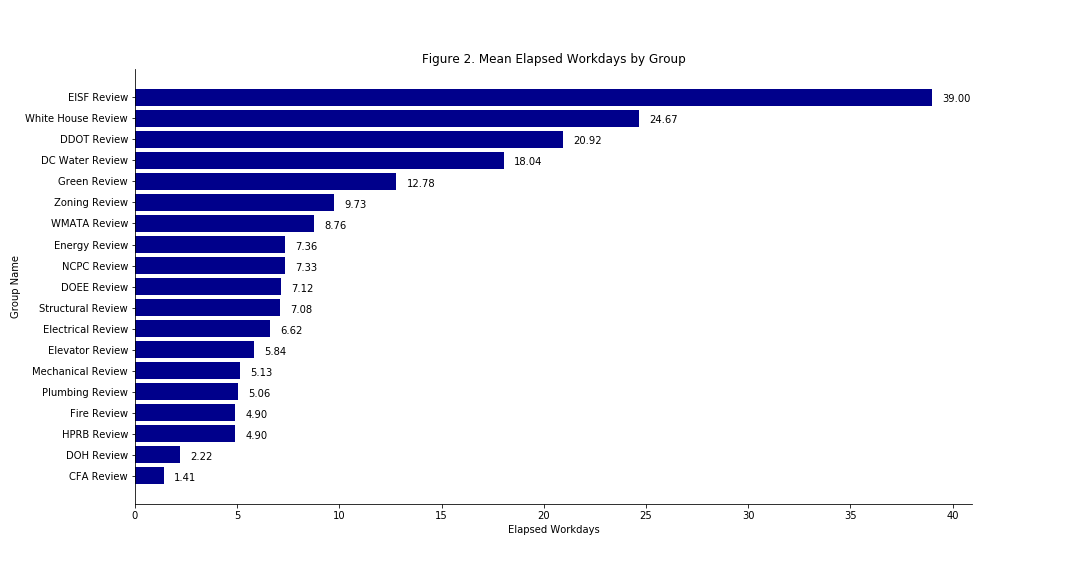 Figure 2. Mean Elapsed Workdays by Group
Group Name
EISF Review 39.00
White House Review 24.67
DDOT Review 20.92
DC Water Review 18.04
Green Review 12.78
Zoning Review 9.73
WMATA Review 8.76
Energy Review 7.36
NCPC Review 7.33
DOEE Review 7.12
Structural Review 7.08
Electrical Review 6.62
Elevator Review 5.84
Mechanical Review 5.13
Plumbing Review 5.06
Fire Review 4.90
HPRB Review 4.90
DOH Review 2.22
CFA Review 1.41
0 5 10 15 20 25 30 35 40
Elapsed Workdays